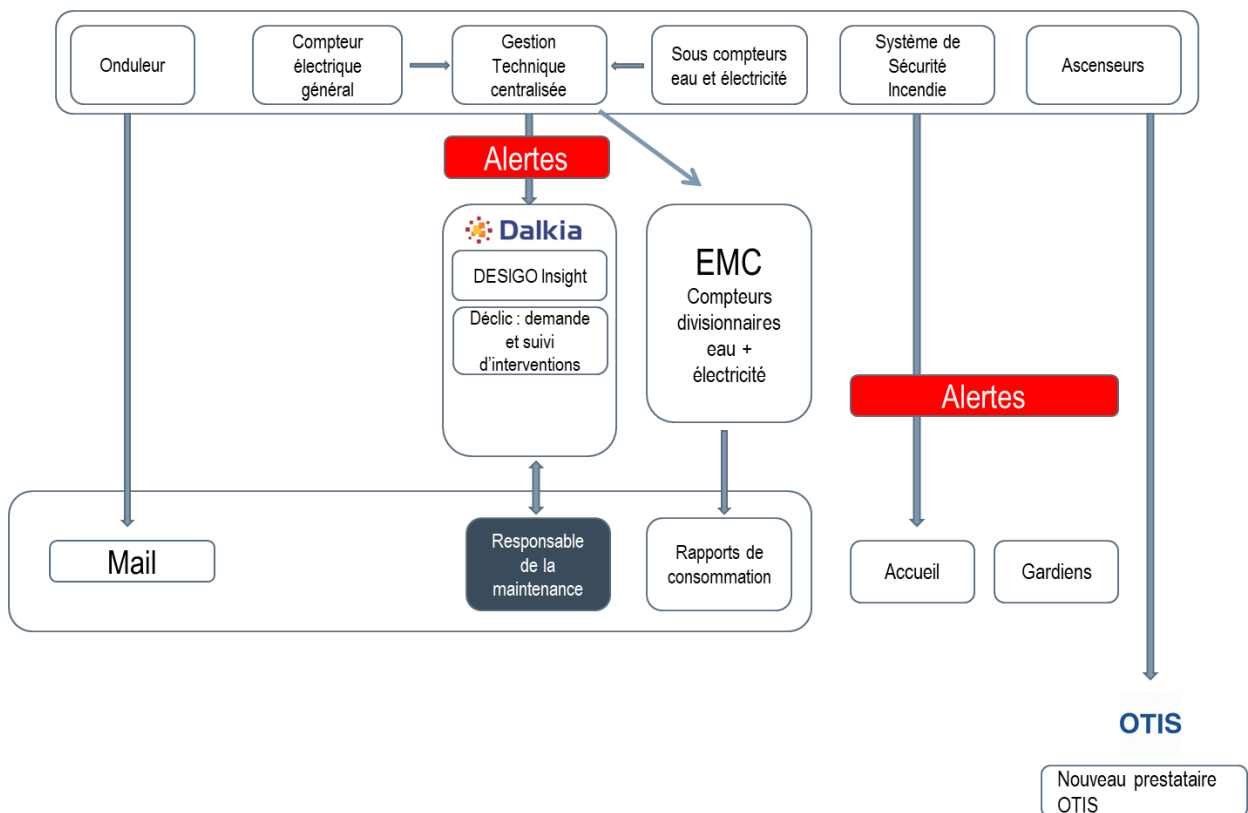 Onduleur
Compteur
électrique
général
Gestion
Technique
centralisée
Sous compteurs
eau et électricité
Système de
Sécurité
Incendie
Ascenseurs
Alertes
Dalkia
DESIGO Insight
Déclic : demande
et suivi
d'interventions
EMC
Compteurs
divisionnaires
eau +
électricité
Alertes
Mail
Responsable
de la
maintenance
Rapports de
consommation
Accueil
Gardiens
OTIS
Nouveau prestataire
OTIS